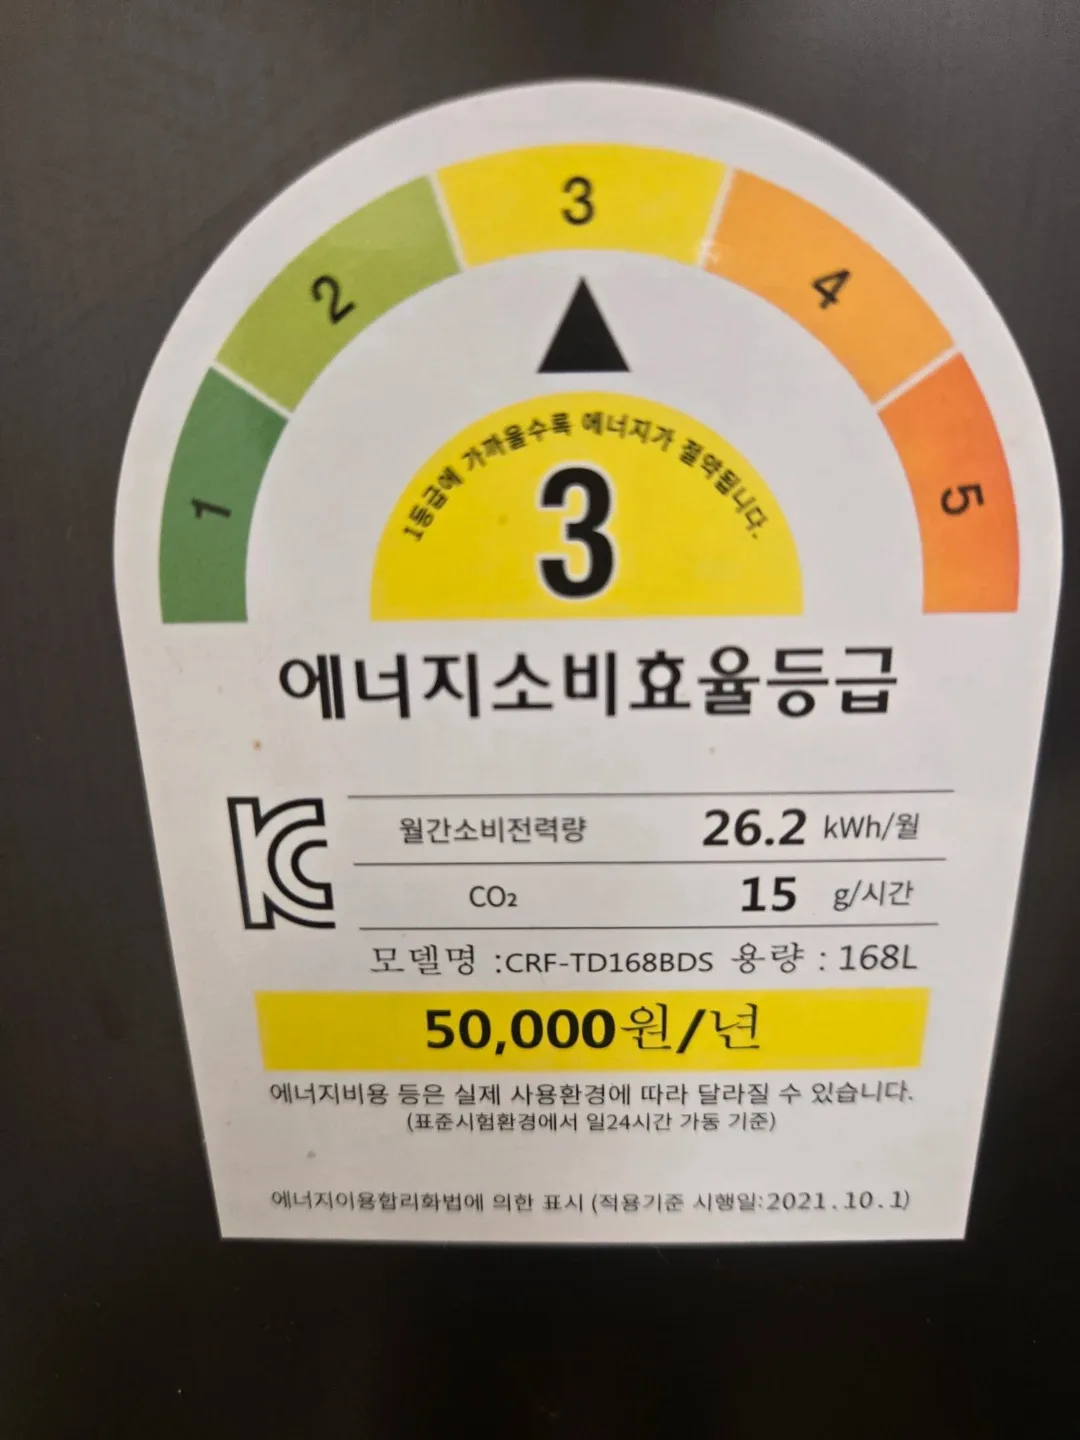 3
2
4
1
5
1등급에 가까울수록 에너지가 절약됩니다.
3
에너지소비효율등급
월간소비전력량 26.2 kWh/월
CO₂ 15 g/시간
모델명 :CRF-TD168BDS 용량 : 168L
50,000원/년
에너지비용 등은 실제 사용환경에 따라 달라질 수 있습니다.
(표준시험환경에서 일24시간 가동 기준)
에너지이용합리화법에 의한 표시 (적용기준 시행일:2021.10.1)